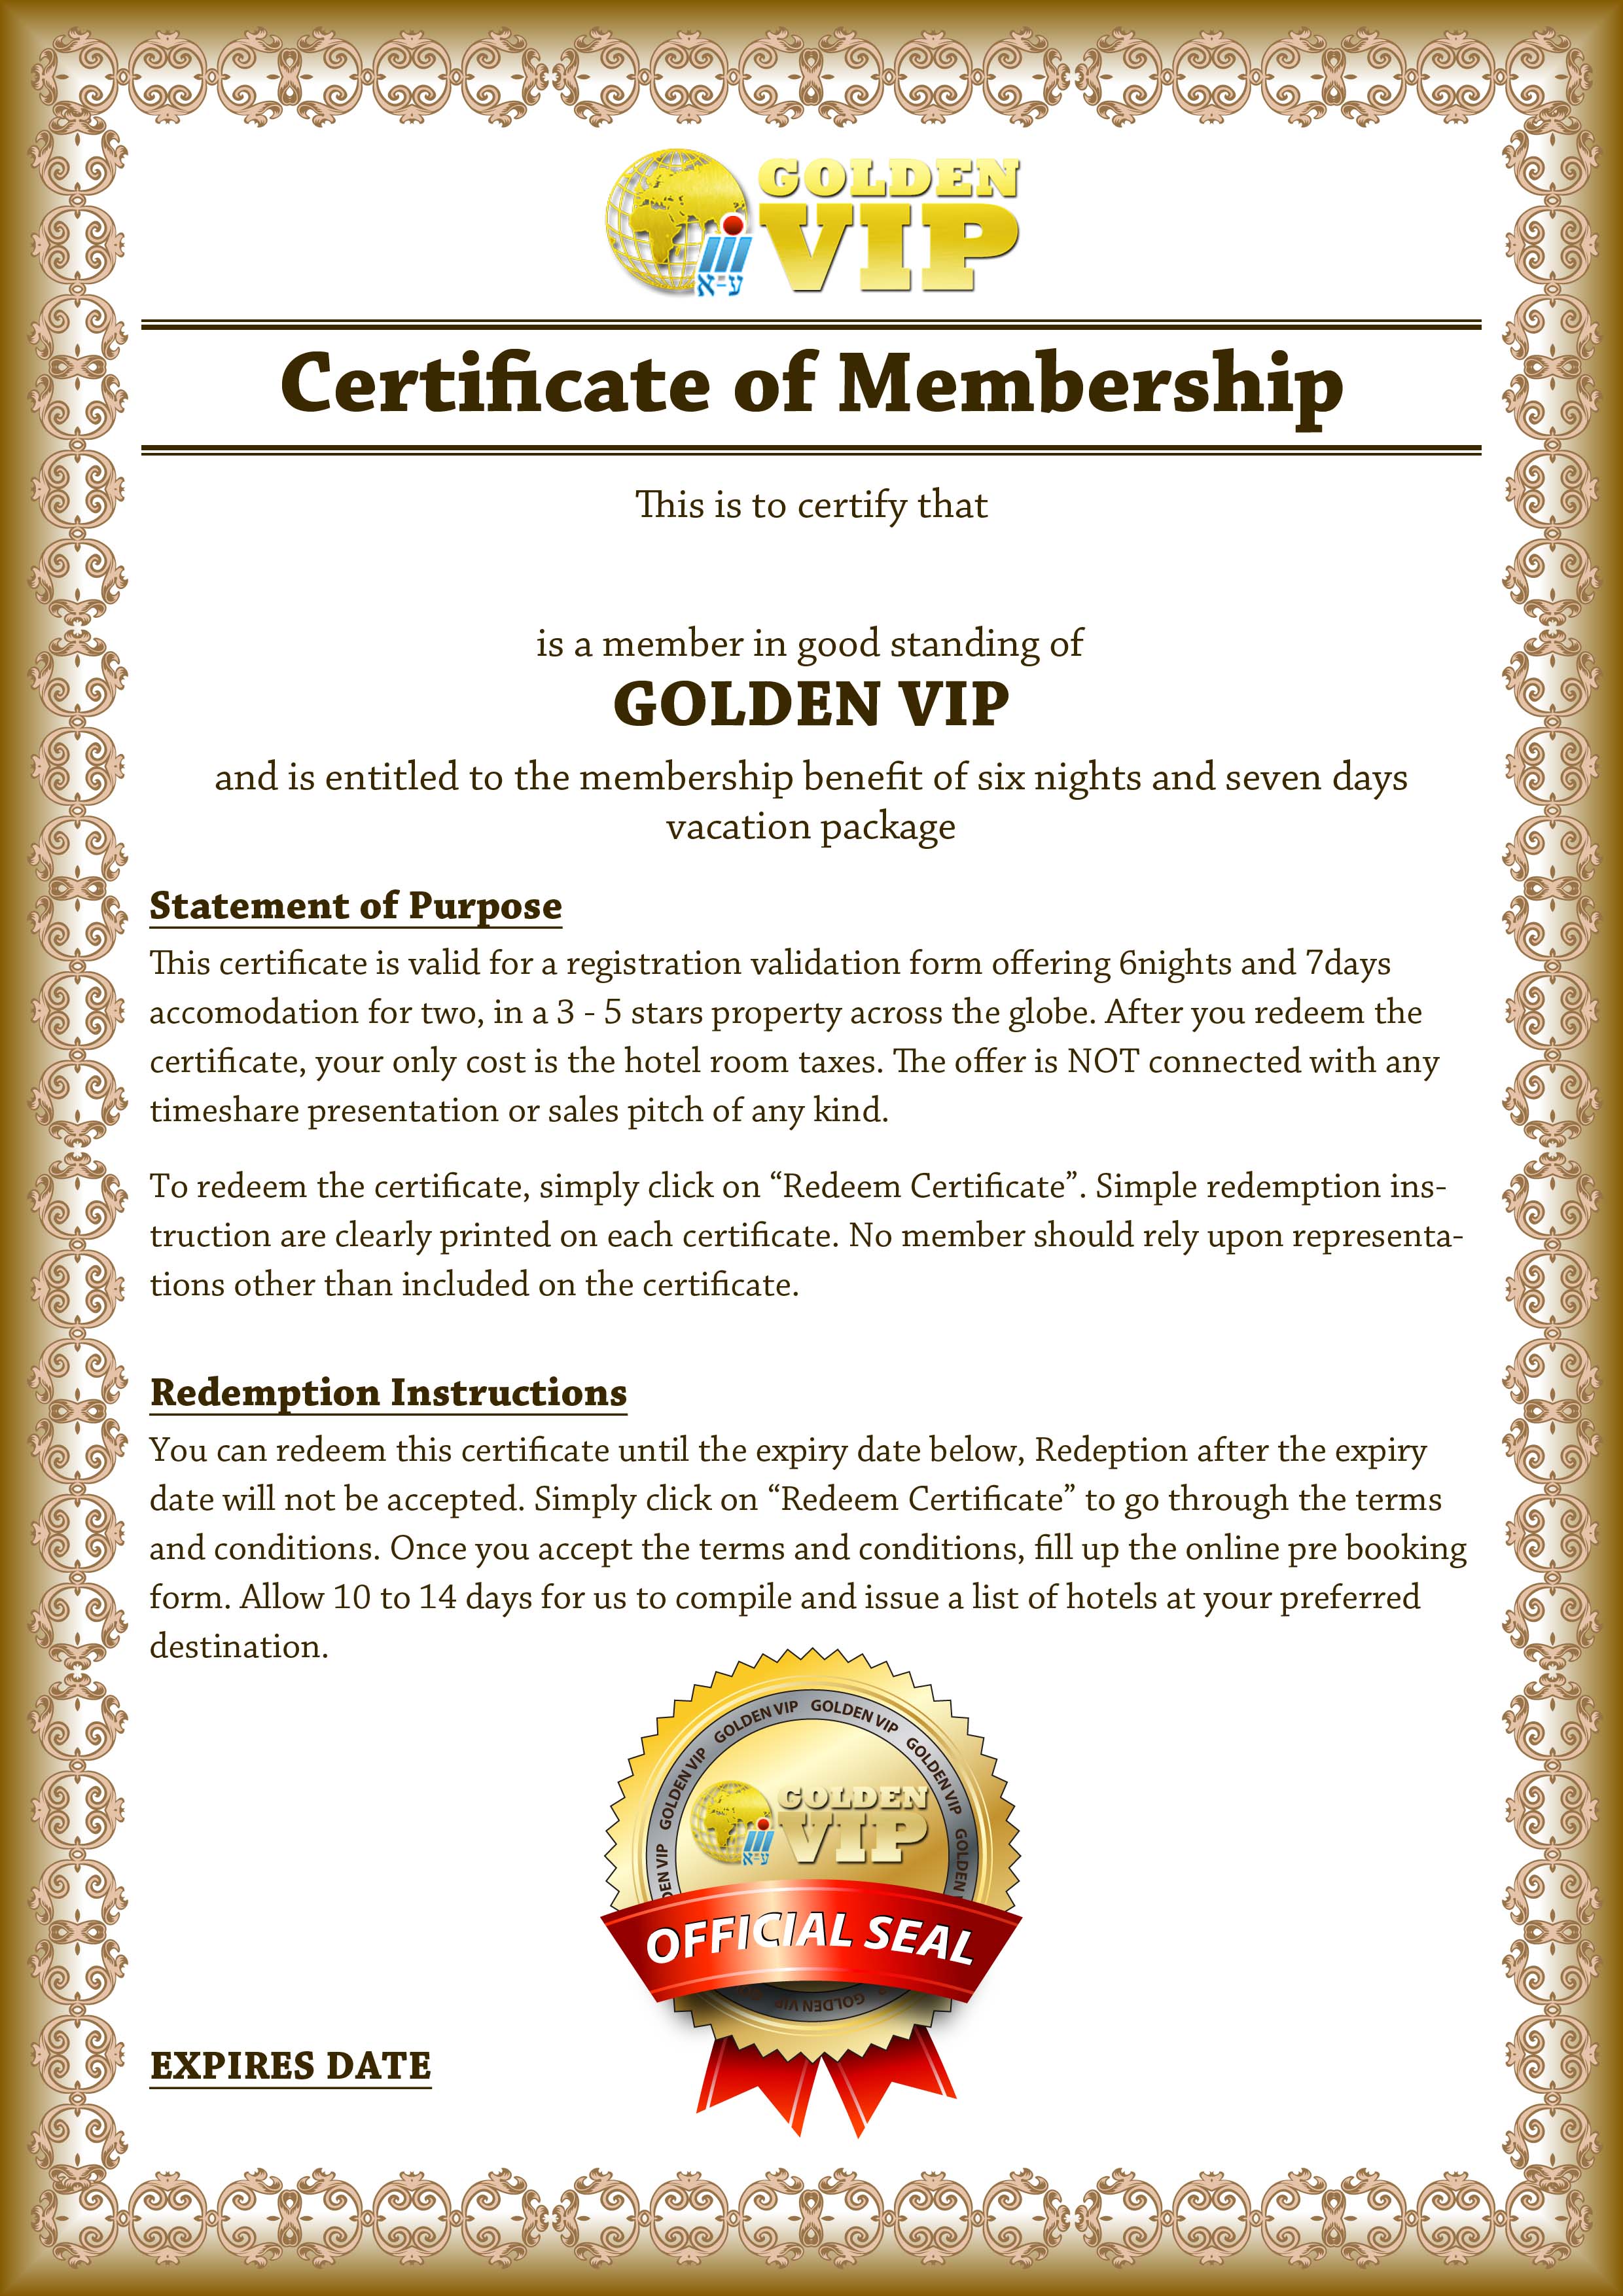 GOLDEN
VIP
א-ע
Certificate of Membership
This is to certify that
is a member in good standing of
GOLDEN VIP
and is entitled to the membership benefit of six nights and seven days
vacation package
Statement of Purpose
This certificate is valid for a registration validation form offering 6nights and 7days
accomodation for two, in a 3 - 5 stars property across the globe. After you redeem the
certificate, your only cost is the hotel room taxes. The offer is NOT connected with any
timeshare presentation or sales pitch of any kind.
To redeem the certificate, simply click on “Redeem Certificate”. Simple redemption ins-
truction are clearly printed on each certificate. No member should rely upon representa-
tions other than included on the certificate.
Redemption Instructions
You can redeem this certificate until the expiry date below, Redeption after the expiry
date will not be accepted. Simply click on “Redeem Certificate” to go through the terms
and conditions. Once you accept the terms and conditions, fill up the online pre booking
form. Allow 10 to 14 days for us to compile and issue a list of hotels at your preferred
destination.
DEN VIP GOLDEN VIP GOLDEN VIP GOLDEN VIP GOLDEN VIP GOLDEN
GOLDEN
VIP
א-ע
OFFICIAL SEAL
GOLDEN VIP
EXPIRES DATE